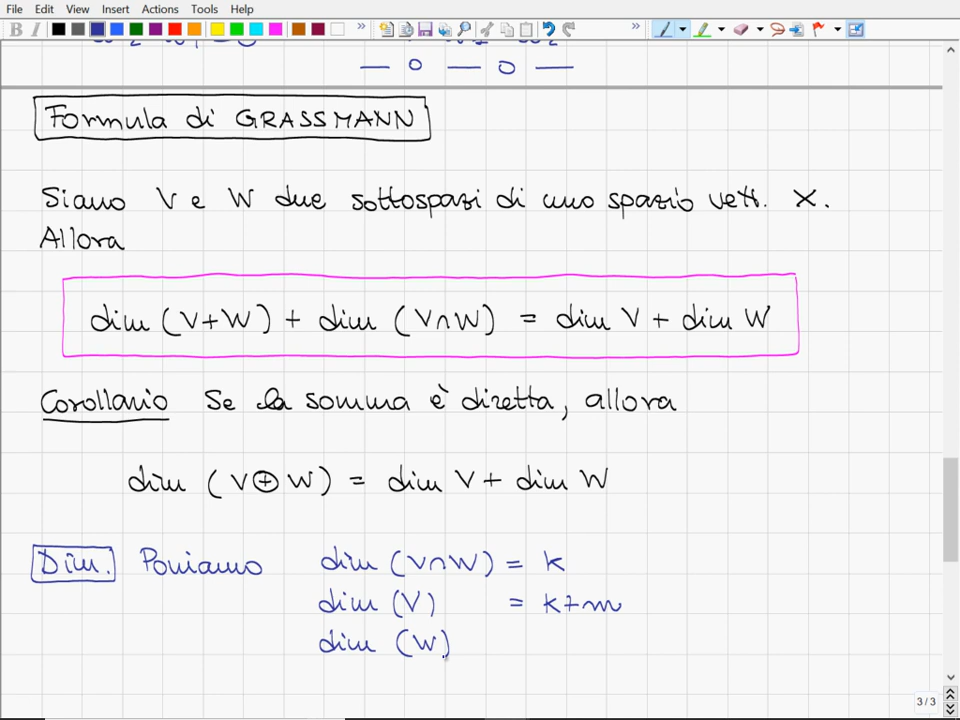 File View Insert Actions Tools Help
B I
— o — o —
Formula di GRASSMANN
Siano V e W due sottospazi di uno spazio vett. X.
Allora
dim (V+W) + dim (V∩W) = dim V + dim W
Corollario Se la somma è diretta, allora
dim (V⊕W) = dim V + dim W
Dim. Poniamo dim (V∩W) = k
dim (V) = k+m
dim (W)
3 / 3